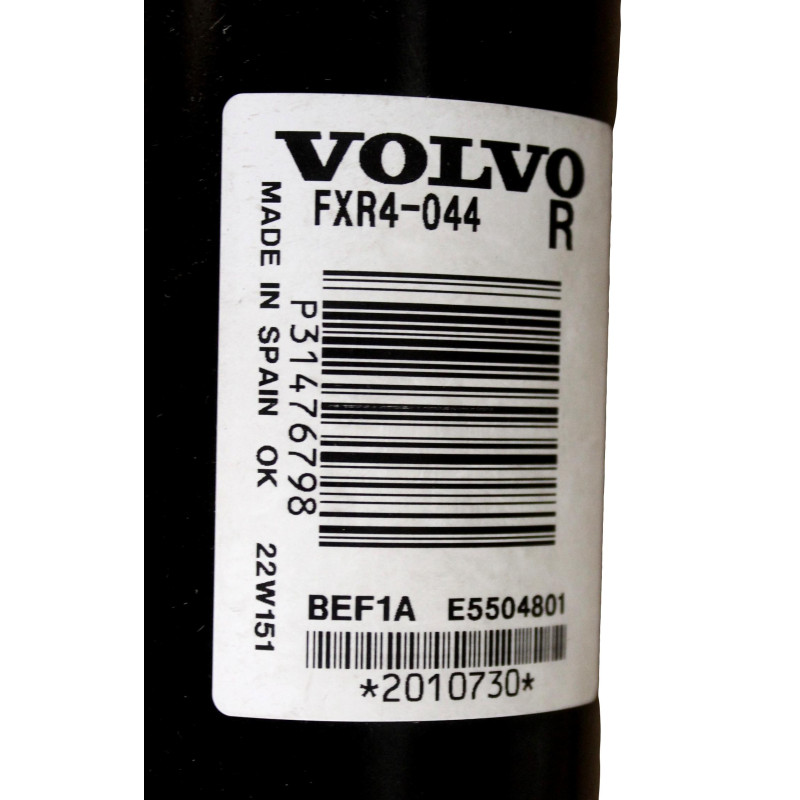 VOLVO
FXR4-044 R
MADE IN SPAIN OK 22W151
P31476798
BEF1A E5504801
*2010730*